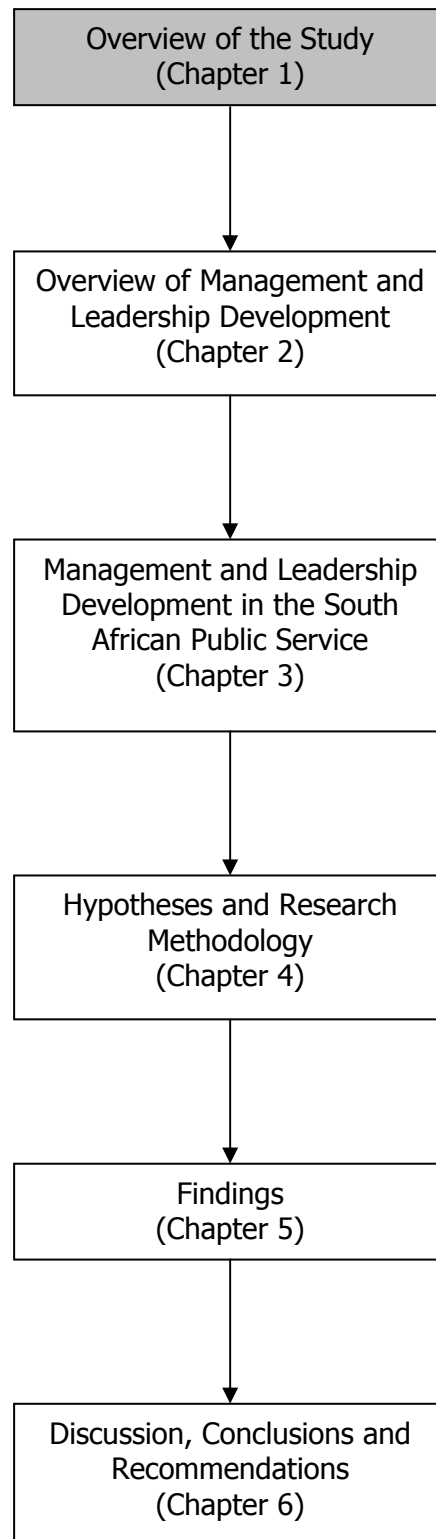 Overview of the Study
(Chapter 1)
Overview of Management and
Leadership Development
(Chapter 2)
Management and Leadership
Development in the South
African Public Service
(Chapter 3)
Hypotheses and Research
Methodology
(Chapter 4)
Findings
(Chapter 5)
Discussion, Conclusions and
Recommendations
(Chapter 6)